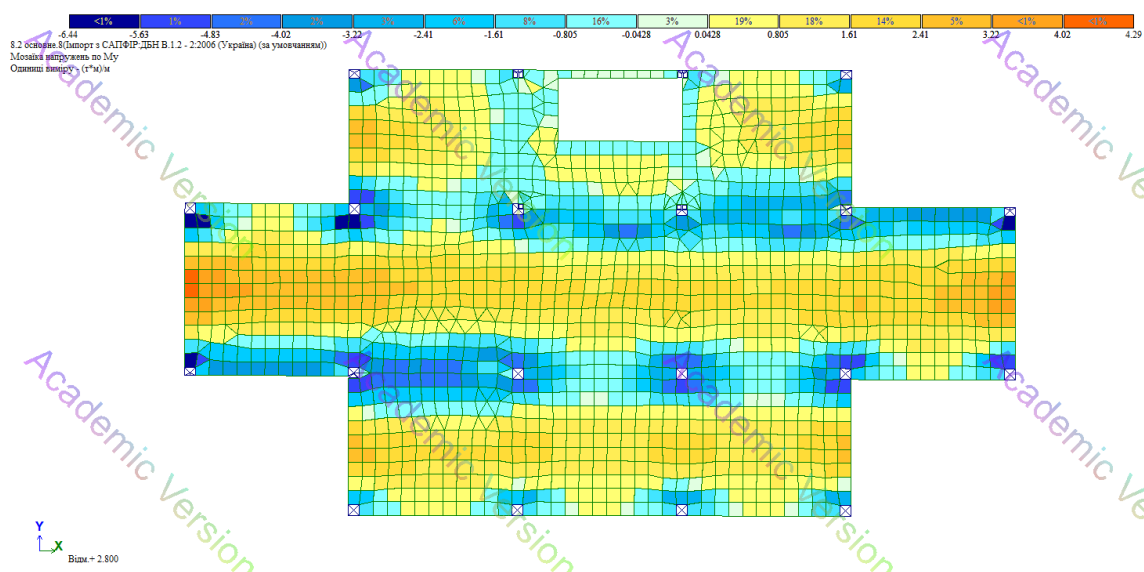 <1% 1% 2% 2% 3% 6% 8% 16% 3% 19% 18% 14% 5% <1% <1%
-6.44 -5.63 -4.83 -4.02 -3.22 -2.41 -1.61 -0.805 -0.0428 0.0428 0.805 1.61 2.41 3.22 4.02 4.29
8.2 основне.8(Імпорт з САПФІР:ДБН В.1.2 - 2:2006 (Україна) (за умовчанням))
Мозаїка напружень по My
Одиниці виміру - (т*м)/м
Academic Version
Academic Version
Academic Version
Academic Version
Academic Version
Academic Version
Academic Version
Academic Version
Y
X
Відм.+ 2.800